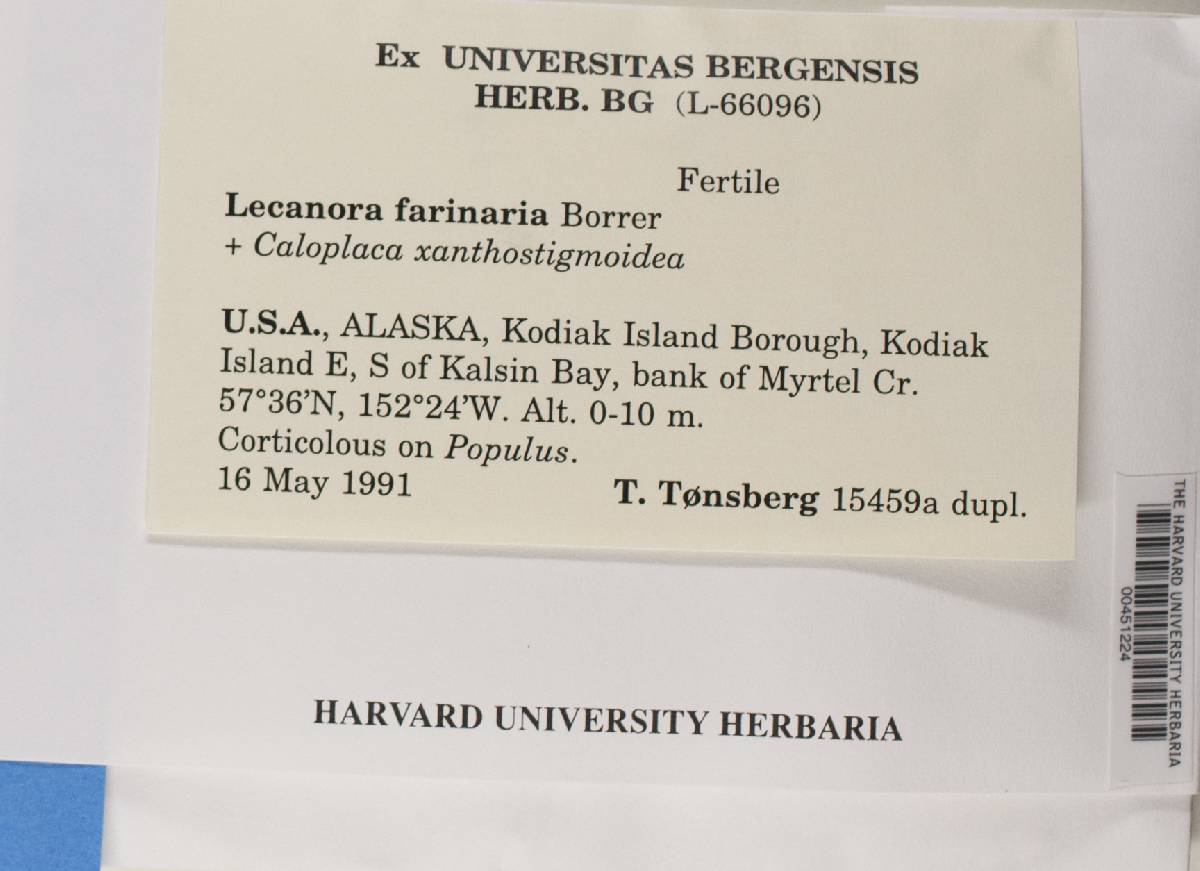 Ex UNIVERSITAS BERGENSIS
HERB. BG (L-66096)
Fertile
Lecanora farinaria Borrer
+ Caloplaca xanthostigmoidea
U.S.A., ALASKA, Kodiak Island Borough, Kodiak
Island E, S of Kalsin Bay, bank of Myrtel Cr.
57°36'N, 152°24'W. Alt. 0-10 m.
Corticolous on Populus.
16 May 1991 T. Tønsberg 15459a dupl.
HARVARD UNIVERSITY HERBARIA
THE HARVARD UNIVERSITY HERBARIA
00451224